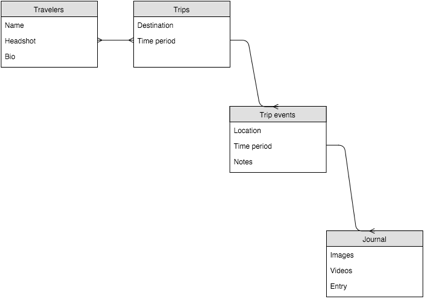 Travelers
Name
Headshot
Bio
Trips
Destination
Time period
Trip events
Location
Time period
Notes
Journal
Images
Videos
Entry